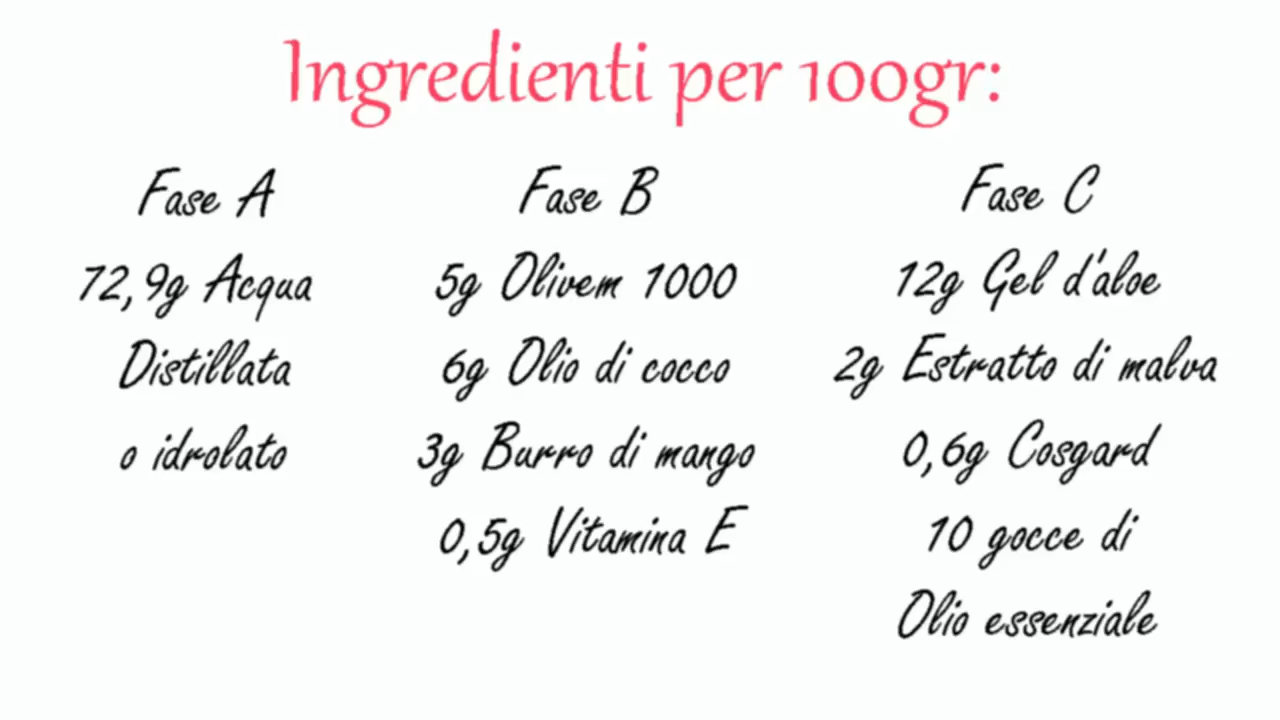 Ingredienti per 100gr:
Fase A
72,9g Acqua
Distillata
o idrolato
Fase B
5g Olivem 1000
6g Olio di cocco
3g Burro di mango
0,5g Vitamina E
Fase C
12g Gel d'aloe
2g Estratto di malva
0,6g Cosgard
10 gocce di
Olio essenziale